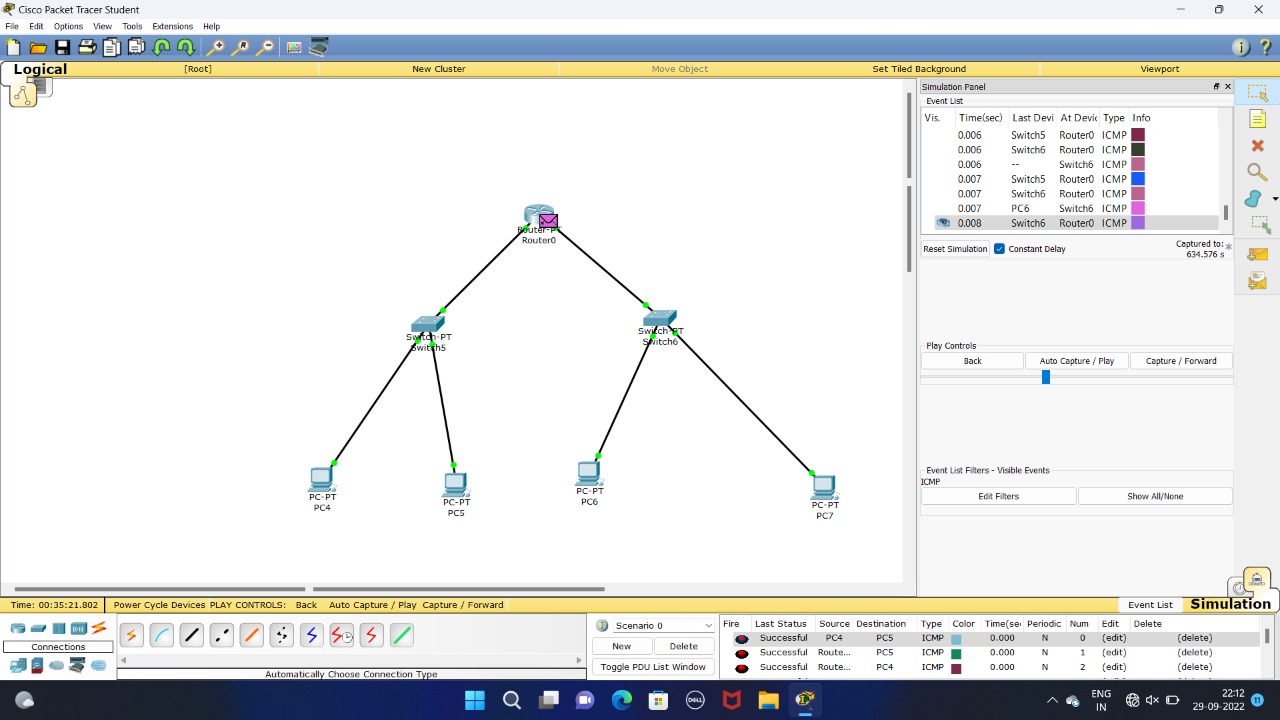 Cisco Packet Tracer Student
File Edit Options View Tools Extensions Help
Logical [Root] New Cluster Move Object Set Tiled Background Viewport
Simulation Panel
Event List
Vis. Time(sec) Last Devi At Devic Type Info
0.006 Switch5 Router0 ICMP
0.006 Switch6 Router0 ICMP
0.006 -- Switch6 ICMP
0.007 Switch5 Router0 ICMP
0.007 Switch6 Router0 ICMP
0.007 PC6 Switch6 ICMP
0.008 Switch6 Router0 ICMP
Reset Simulation Constant Delay Captured to: *
634.576 s
Play Controls
Back Auto Capture / Play Capture / Forward
Event List Filters - Visible Events
ICMP
Edit Filters Show All/None
Router-PT
Router0
Switch-PT
Switch5
Switch-PT
Switch6
PC-PT
PC4
PC-PT
PC5
PC-PT
PC6
PC-PT
PC7
Time: 00:35:21.802 Power Cycle Devices PLAY CONTROLS: Back Auto Capture / Play Capture / Forward Event List Simulation
Connections
Automatically Choose Connection Type
Scenario 0
New Delete
Toggle PDU List Window
Fire Last Status Source Destination Type Color Time(sec Periodic Num Edit Delete
Successful PC4 PC5 ICMP 0.000 N 0 (edit) (delete)
Successful Route... PC5 ICMP 0.000 N 1 (edit) (delete)
Successful Route... PC4 ICMP 0.000 N 2 (edit) (delete)
DELL
ENG
IN
22:12
29-09-2022
11